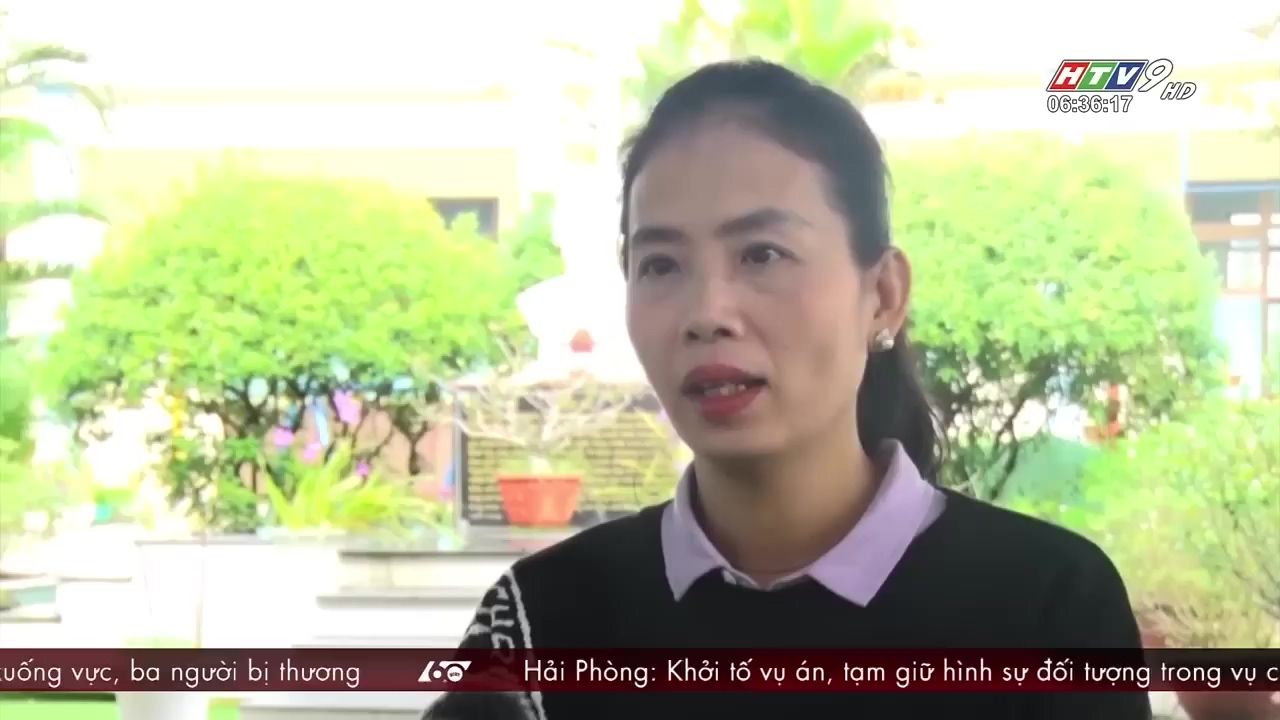 HTV9 HD
06:36:17
xuống vực, ba người bị thương
60 Hải Phòng: Khởi tố vụ án, tạm giữ hình sự đối tượng trong vụ c